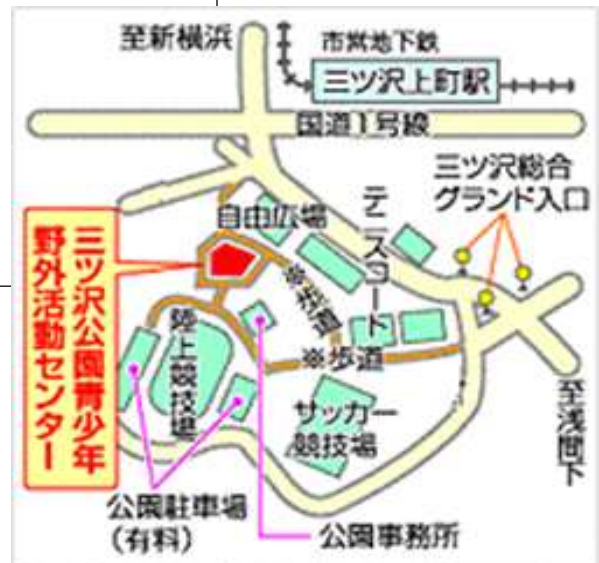 至新横浜
市営地下鉄
三ツ沢上町駅
国道1号線
三ツ沢総合
グランド入口
自由広場
テニスコート
三ツ沢公園青少年
野外活動センター
※歩道
※歩道
陸上競技場
サッカー
競技場
至浅間下
公園駐車場
(有料)
公園事務所